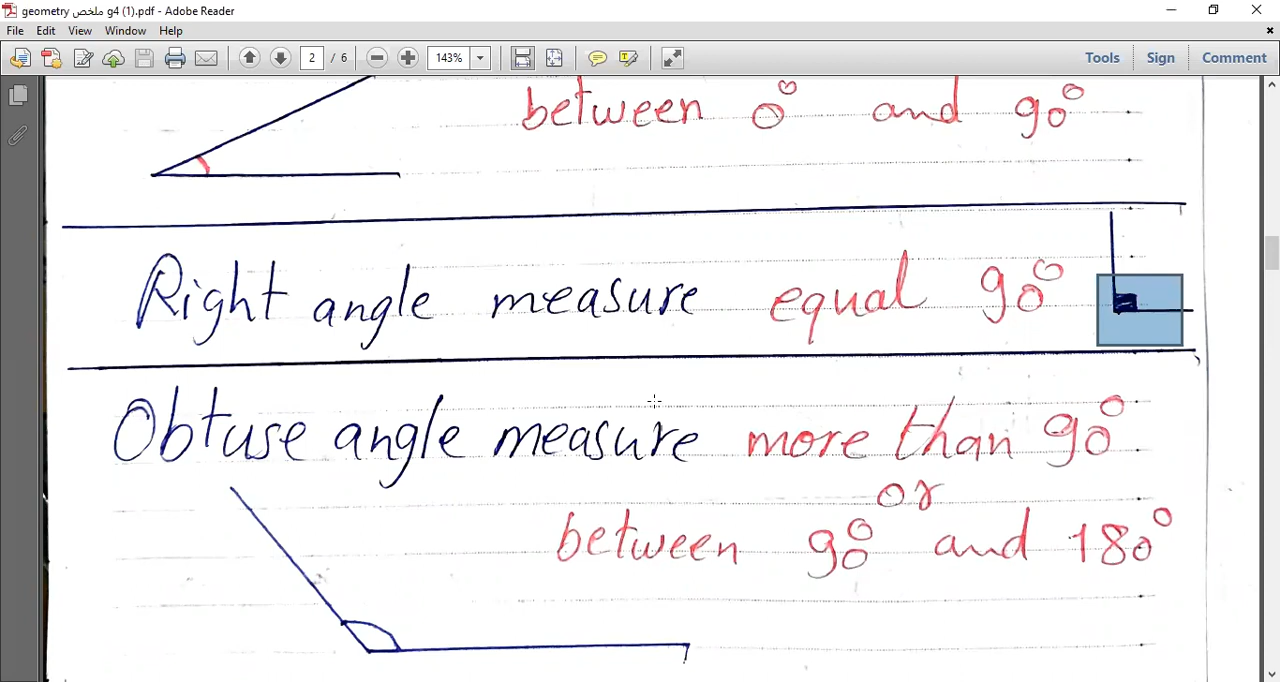 geometry ملخص g4 (1).pdf - Adobe Reader
File Edit View Window Help
2 / 6 143% Tools Sign Comment
between 0° and 90°
Right angle measure equal 90°
Obtuse angle measure more than 90°
or
between 90° and 180°